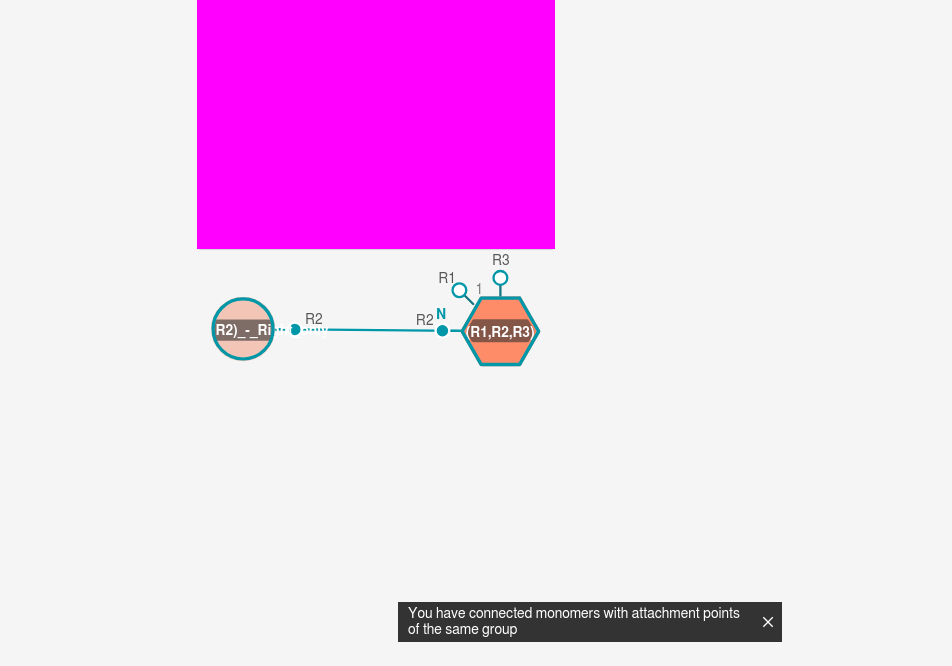 R3
R1
1
N
R2
R2
R2)_-_Ri
(R1,R2,R3)
You have connected monomers with attachment points
of the same group